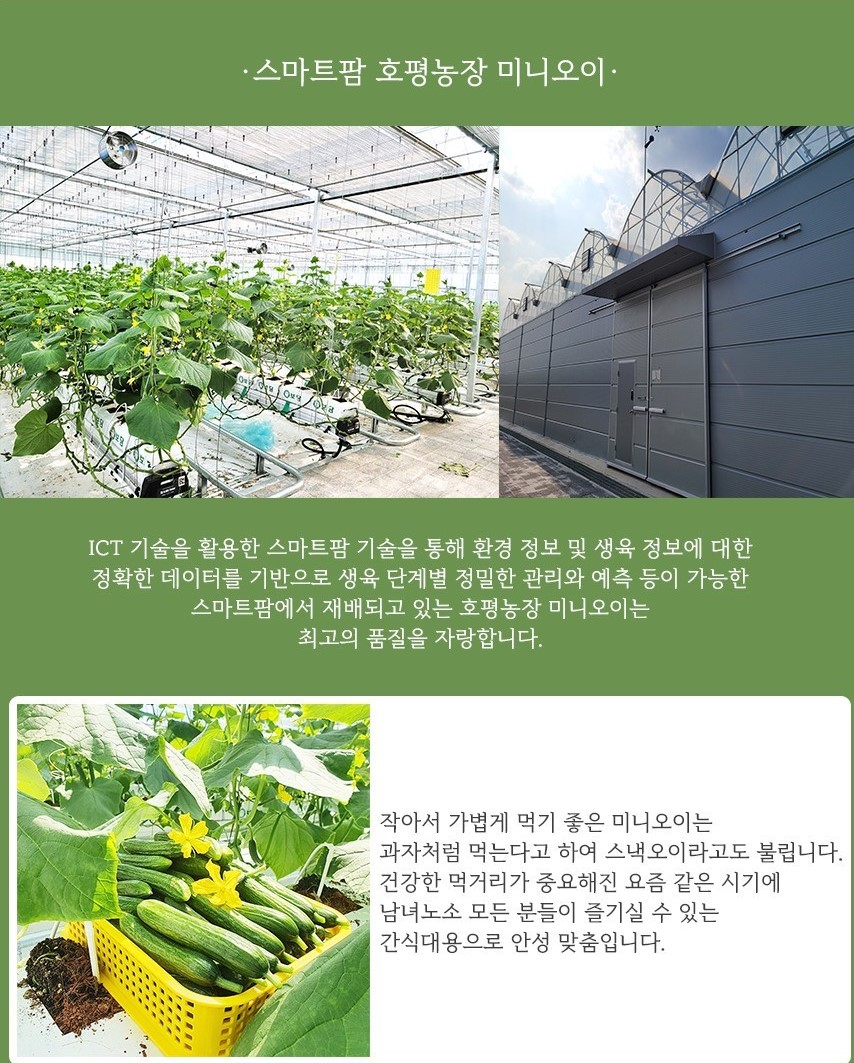 ·스마트팜 호평농장 미니오이·
ICT 기술을 활용한 스마트팜 기술을 통해 환경 정보 및 생육 정보에 대한
정확한 데이터를 기반으로 생육 단계별 정밀한 관리와 예측 등이 가능한
스마트팜에서 재배되고 있는 호평농장 미니오이는
최고의 품질을 자랑합니다.
작아서 가볍게 먹기 좋은 미니오이는
과자처럼 먹는다고 하여 스낵오이라고도 불립니다.
건강한 먹거리가 중요해진 요즘 같은 시기에
남녀노소 모든 분들이 즐기실 수 있는
간식대용으로 안성 맞춤입니다.